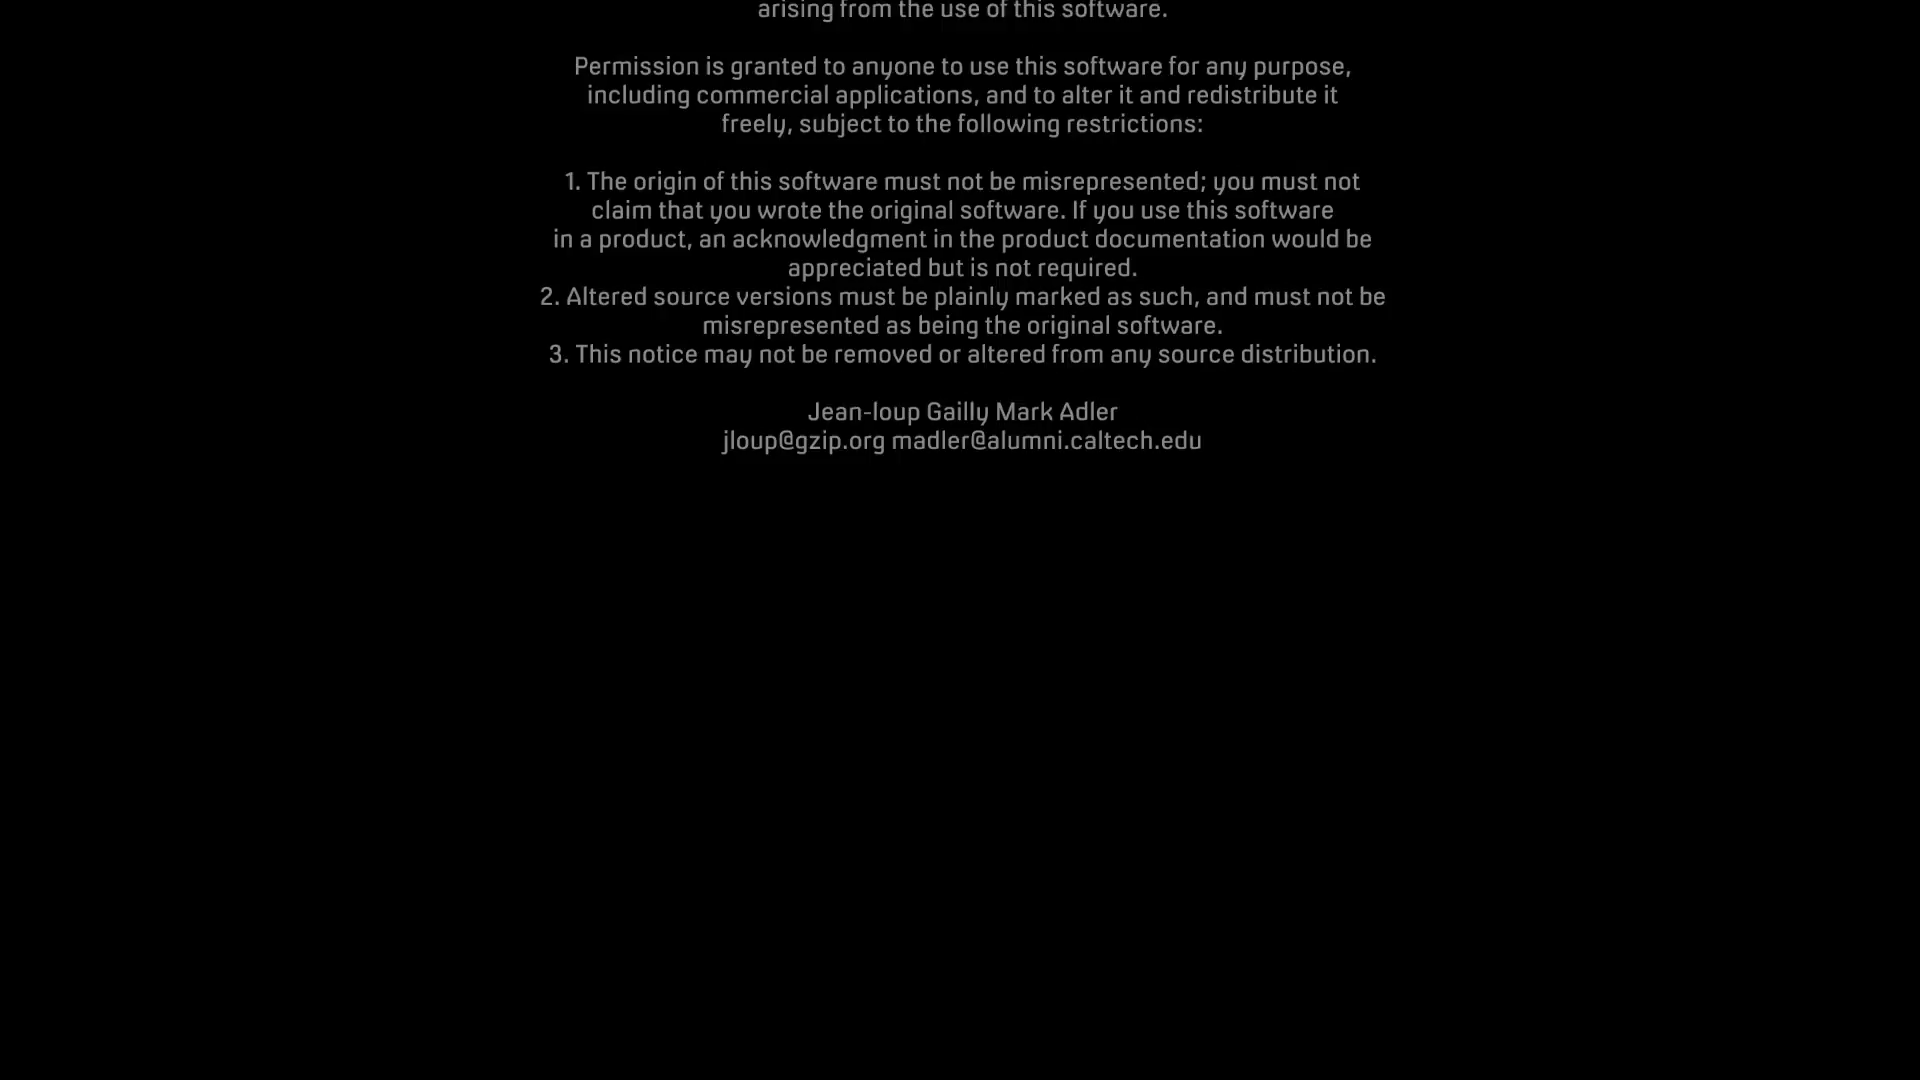 arising from the use of this software.
Permission is granted to anyone to use this software for any purpose,
including commercial applications, and to alter it and redistribute it
freely, subject to the following restrictions:
1. The origin of this software must not be misrepresented; you must not
claim that you wrote the original software. If you use this software
in a product, an acknowledgment in the product documentation would be
appreciated but is not required.
2. Altered source versions must be plainly marked as such, and must not be
misrepresented as being the original software.
3. This notice may not be removed or altered from any source distribution.
Jean-loup Gailly Mark Adler
jloup@gzip.org madler@alumni.caltech.edu